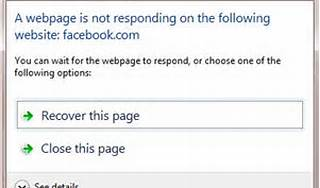 A webpage is not responding on the following
website: facebook.com
You can wait for the webpage to respond, or choose one of the
following options:
Recover this page
Close this page
See details